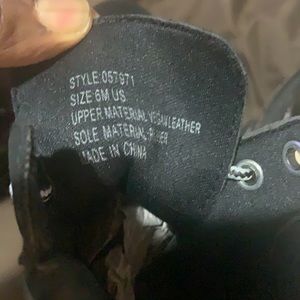 STYLE:057971
SIZE:6M US
UPPER MATERIAL:VEGAN LEATHER
SOLE MATERIAL:
MADE IN CHINA